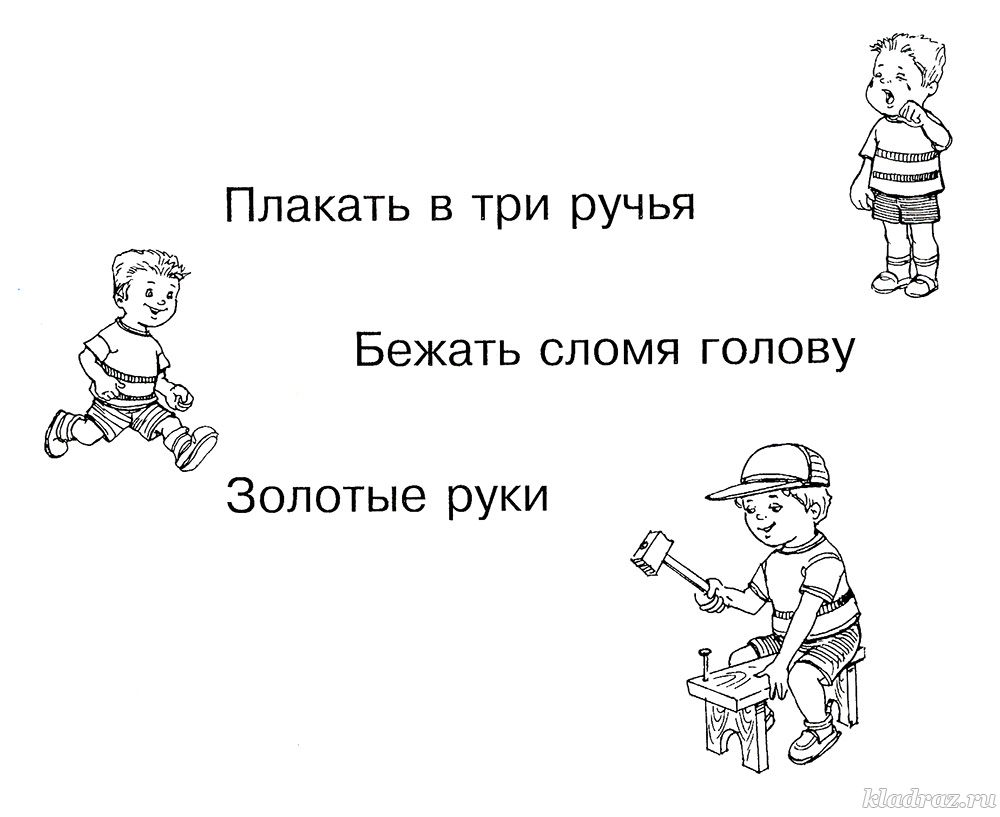 Плакать в три ручья
Бежать сломя голову
Золотые руки
kladraz.ru